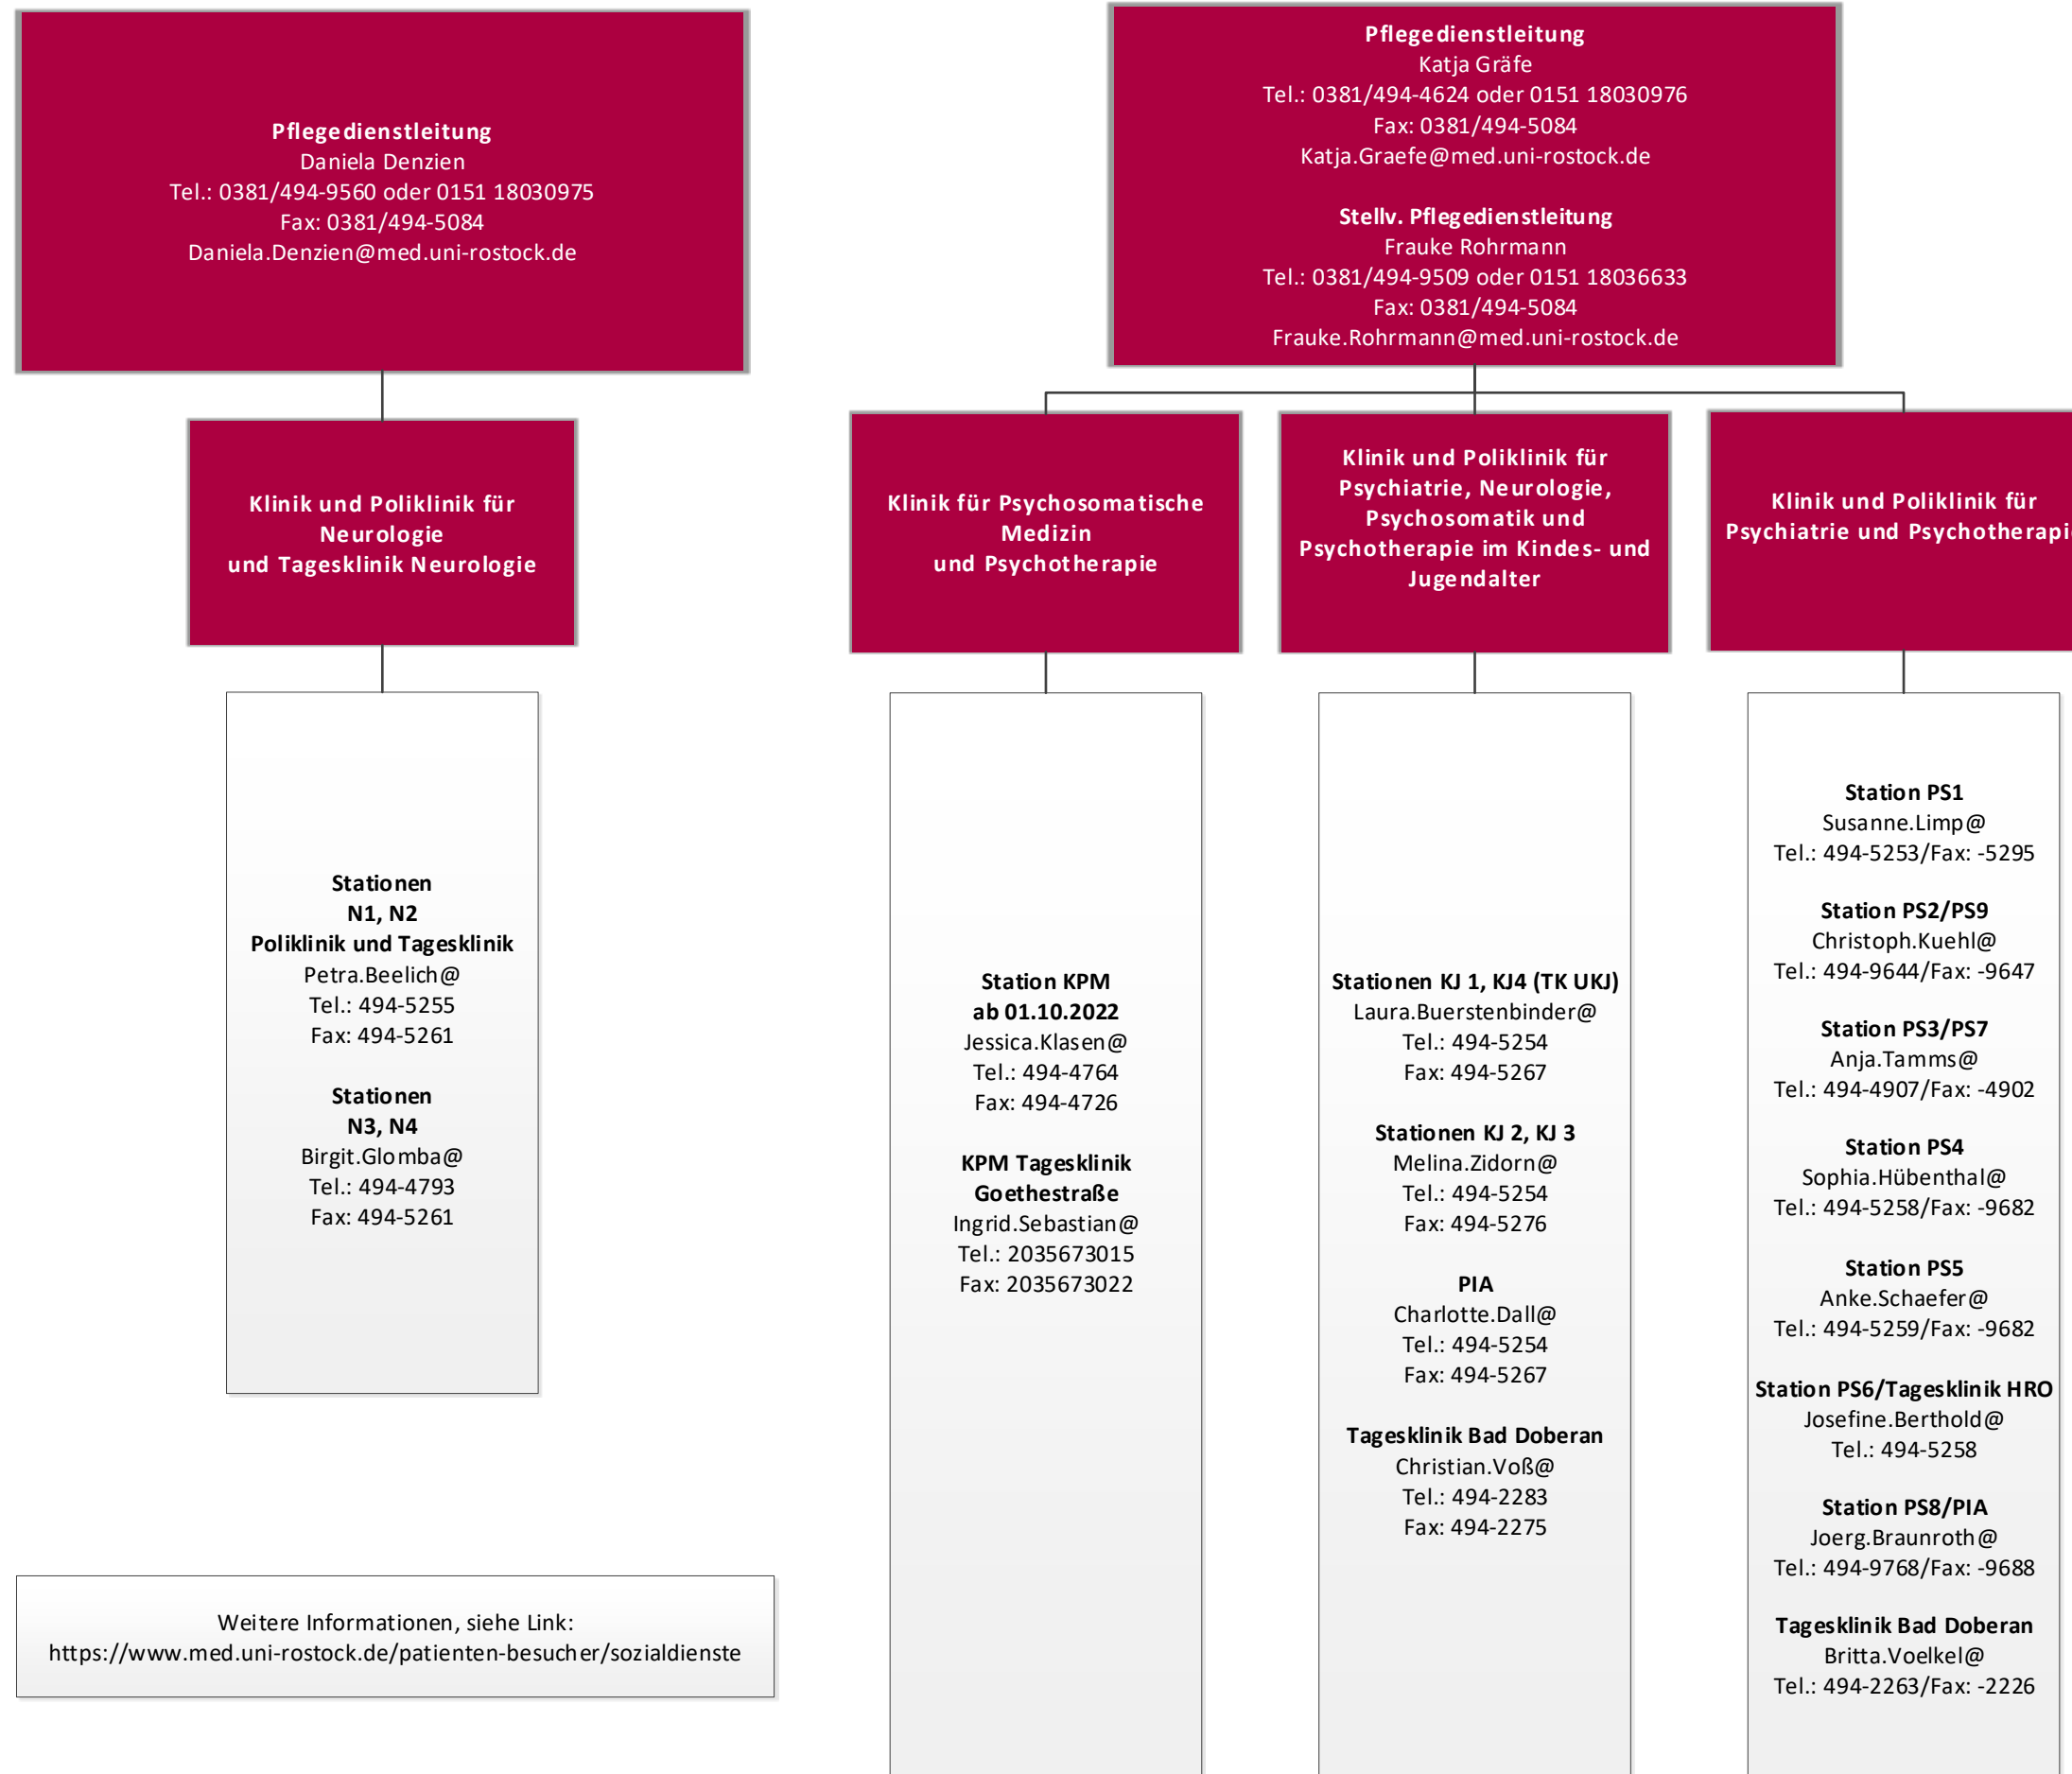 Pflegedienstleitung
Daniela Denzien
Tel.: 0381/494-9560 oder 0151 18030975
Fax: 0381/494-5084
Daniela.Denzien@med.uni-rostock.de
Pflegedienstleitung
Katja Gräfe
Tel.: 0381/494-4624 oder 0151 18030976
Fax: 0381/494-5084
Katja.Graefe@med.uni-rostock.de
Stellv. Pflegedienstleitung
Frauke Rohrmann
Tel.: 0381/494-9509 oder 0151 18036633
Fax: 0381/494-5084
Frauke.Rohrmann@med.uni-rostock.de
Klinik und Poliklinik für
Neurologie
und Tagesklinik Neurologie
Klinik für Psychosomatische
Medizin
und Psychotherapie
Klinik und Poliklinik für
Psychiatrie, Neurologie,
Psychosomatik und
Psychotherapie im Kindes- und
Jugendalter
Klinik und Poliklinik für
Psychiatrie und Psychotherapie
Stationen
N1, N2
Poliklinik und Tagesklinik
Petra.Beelich@
Tel.: 494-5255
Fax: 494-5261
Stationen
N3, N4
Birgit.Glomba@
Tel.: 494-4793
Fax: 494-5261
Station KPM
ab 01.10.2022
Jessica.Klasen@
Tel.: 494-4764
Fax: 494-4726
KPM Tagesklinik
Goethestraße
Ingrid.Sebastian@
Tel.: 2035673015
Fax: 2035673022
Stationen KJ 1, KJ4 (TK UKJ)
Laura.Buerstenbinder@
Tel.: 494-5254
Fax: 494-5267
Stationen KJ 2, KJ 3
Melina.Zidorn@
Tel.: 494-5254
Fax: 494-5276
PIA
Charlotte.Dall@
Tel.: 494-5254
Fax: 494-5267
Tagesklinik Bad Doberan
Christian.Voß@
Tel.: 494-2283
Fax: 494-2275
Station PS1
Susanne.Limp@
Tel.: 494-5253/Fax: -5295
Station PS2/PS9
Christoph.Kuehl@
Tel.: 494-9644/Fax: -9647
Station PS3/PS7
Anja.Tamms@
Tel.: 494-4907/Fax: -4902
Station PS4
Sophia.Hübenthal@
Tel.: 494-5258/Fax: -9682
Station PS5
Anke.Schaefer@
Tel.: 494-5259/Fax: -9682
Station PS6/Tagesklinik HRO
Josefine.Berthold@
Tel.: 494-5258
Station PS8/PIA
Joerg.Braunroth@
Tel.: 494-9768/Fax: -9688
Tagesklinik Bad Doberan
Britta.Voelkel@
Tel.: 494-2263/Fax: -2226
Weitere Informationen, siehe Link:
https://www.med.uni-rostock.de/patienten-besucher/sozialdienste